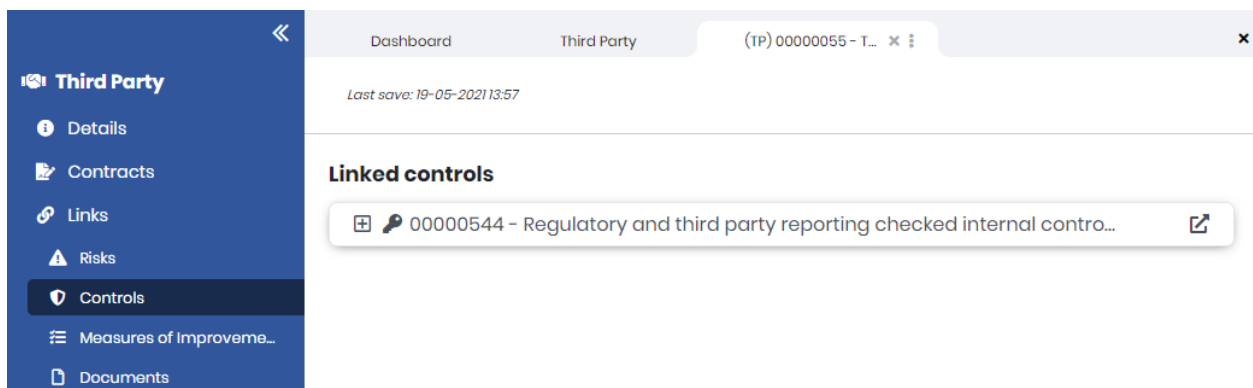 Dashboard
Third Party
(TP) 00000055 - T...
Third Party
Last save: 19-05-2021 13:57
Details
Contracts
Linked controls
Links
00000544 - Regulatory and third party reporting checked internal contro...
Risks
Controls
Measures of Improveme...
Documents